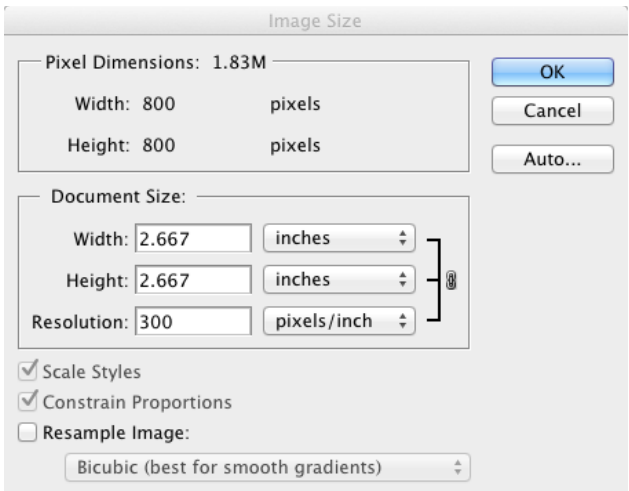 Image Size
Pixel Dimensions: 1.83M
Width: 800 pixels
Height: 800 pixels
OK
Cancel
Auto...
Document Size:
Width: 2.667 inches
Height: 2.667 inches
Resolution: 300 pixels/inch
Scale Styles
Constrain Proportions
Resample Image:
Bicubic (best for smooth gradients)